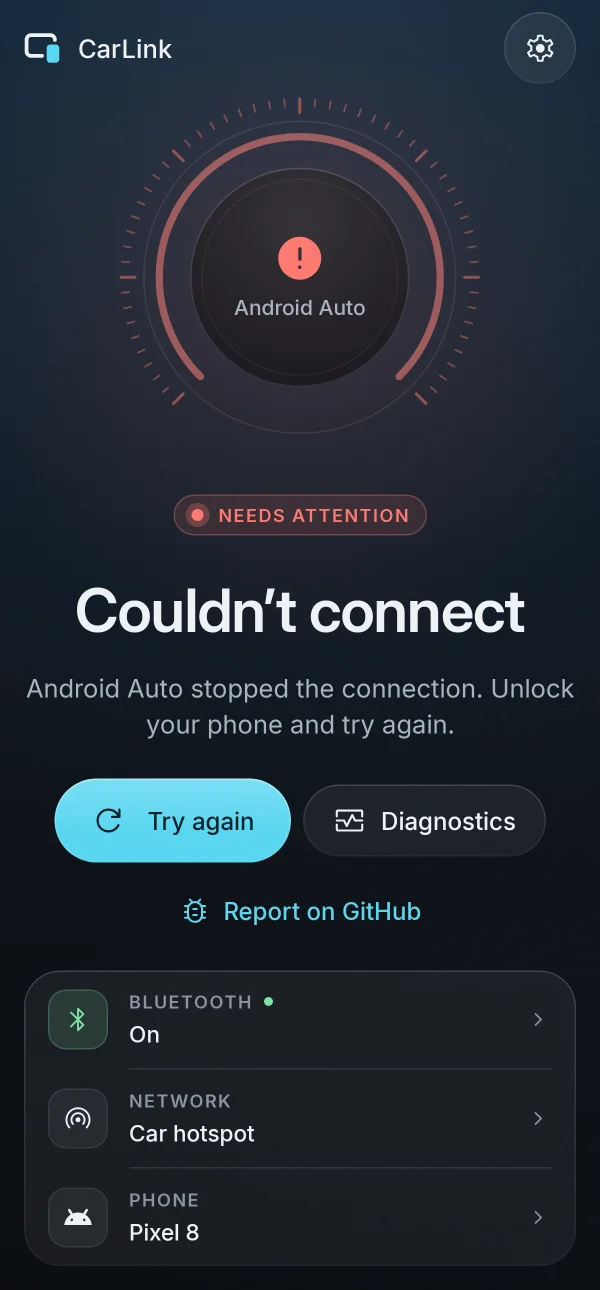 CarLink
Android Auto
NEEDS ATTENTION
Couldn’t connect
Android Auto stopped the connection. Unlock
your phone and try again.
Try again
Diagnostics
Report on GitHub
BLUETOOTH
On
NETWORK
Car hotspot
PHONE
Pixel 8